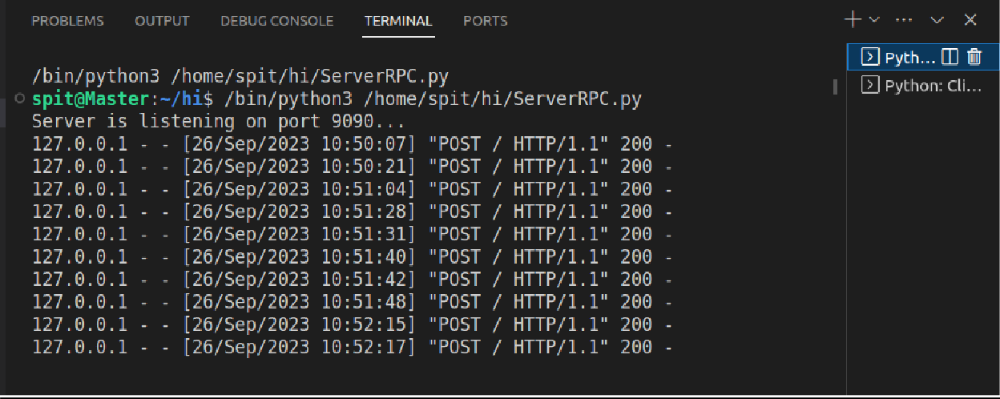 PROBLEMS OUTPUT DEBUG CONSOLE TERMINAL PORTS
/bin/python3 /home/spit/hi/ServerRPC.py
spit@Master:~/hi$ /bin/python3 /home/spit/hi/ServerRPC.py
Server is listening on port 9090...
127.0.0.1 - - [26/Sep/2023 10:50:07] "POST / HTTP/1.1" 200 -
127.0.0.1 - - [26/Sep/2023 10:50:21] "POST / HTTP/1.1" 200 -
127.0.0.1 - - [26/Sep/2023 10:51:04] "POST / HTTP/1.1" 200 -
127.0.0.1 - - [26/Sep/2023 10:51:28] "POST / HTTP/1.1" 200 -
127.0.0.1 - - [26/Sep/2023 10:51:31] "POST / HTTP/1.1" 200 -
127.0.0.1 - - [26/Sep/2023 10:51:40] "POST / HTTP/1.1" 200 -
127.0.0.1 - - [26/Sep/2023 10:51:42] "POST / HTTP/1.1" 200 -
127.0.0.1 - - [26/Sep/2023 10:51:48] "POST / HTTP/1.1" 200 -
127.0.0.1 - - [26/Sep/2023 10:52:15] "POST / HTTP/1.1" 200 -
127.0.0.1 - - [26/Sep/2023 10:52:17] "POST / HTTP/1.1" 200 -
Pyth...
Python: Cli...